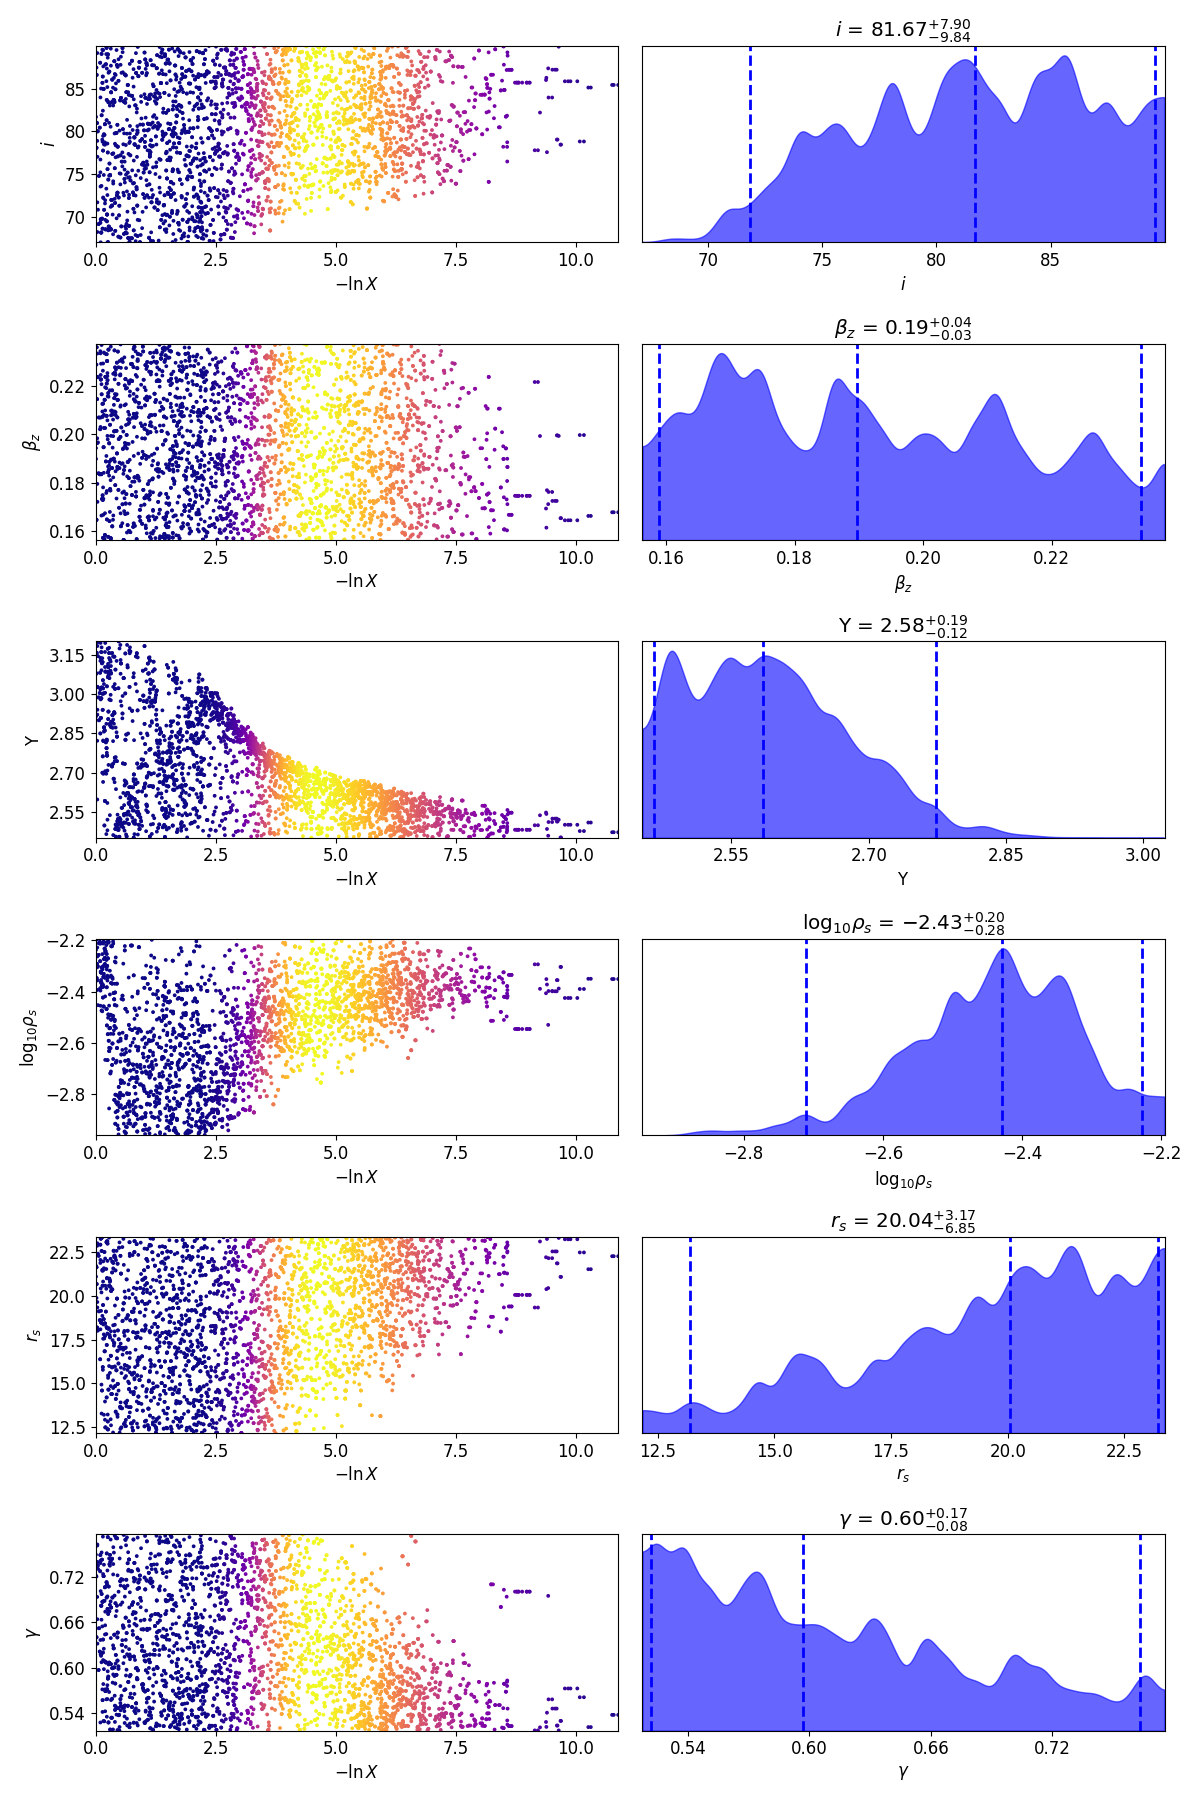 i = 81.67+7.90−9.84
85
80
75
70
i
0.0 2.5 5.0 7.5 10.0
−ln X
70 75 80 85
i
βz = 0.19+0.04−0.03
0.22
0.20
0.18
0.16
βz
0.0 2.5 5.0 7.5 10.0
−ln X
0.16 0.18 0.20 0.22
βz
Y = 2.58+0.19−0.12
3.15
3.00
2.85
2.70
2.55
Y
0.0 2.5 5.0 7.5 10.0
−ln X
2.55 2.70 2.85 3.00
Y
log10ρs = −2.43+0.20−0.28
−2.2
−2.4
−2.6
−2.8
log10ρs
0.0 2.5 5.0 7.5 10.0
−ln X
−2.8 −2.6 −2.4 −2.2
log10ρs
rs = 20.04+3.17−6.85
22.5
20.0
17.5
15.0
12.5
rs
0.0 2.5 5.0 7.5 10.0
−ln X
12.5 15.0 17.5 20.0 22.5
rs
γ = 0.60+0.17−0.08
0.72
0.66
0.60
0.54
γ
0.0 2.5 5.0 7.5 10.0
−ln X
0.54 0.60 0.66 0.72
γ